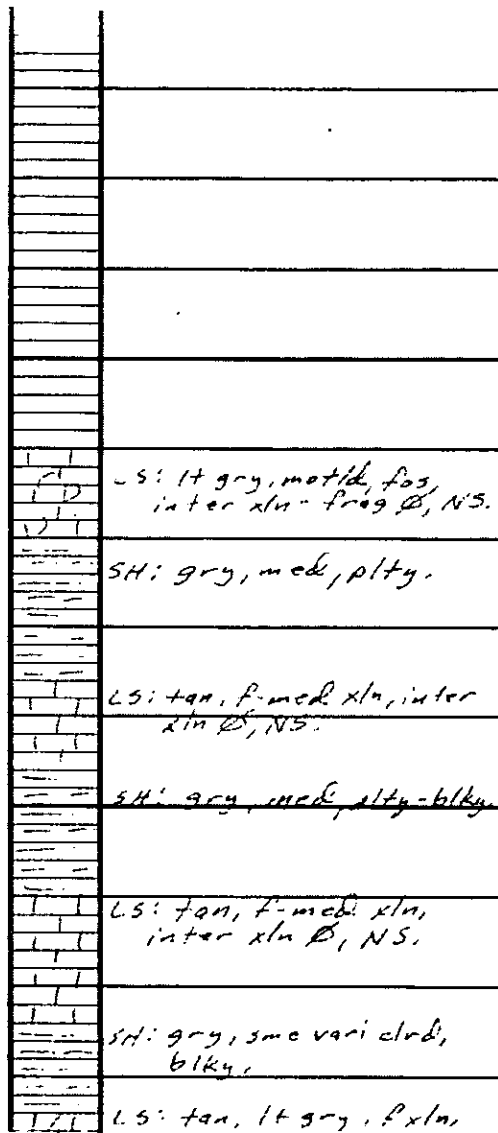 LS: lt gry, motld, fos,
inter xln-frag Ø, NS.
SH: gry, med, plty.
LS: tan, f-med xln, inter
xln Ø, NS.
SH: gry, med, plty-blky.
LS: tan, f-med xln,
inter xln Ø, NS.
SH: gry, sme vari clrd,
blky.
LS: tan, lt gry, fxln,